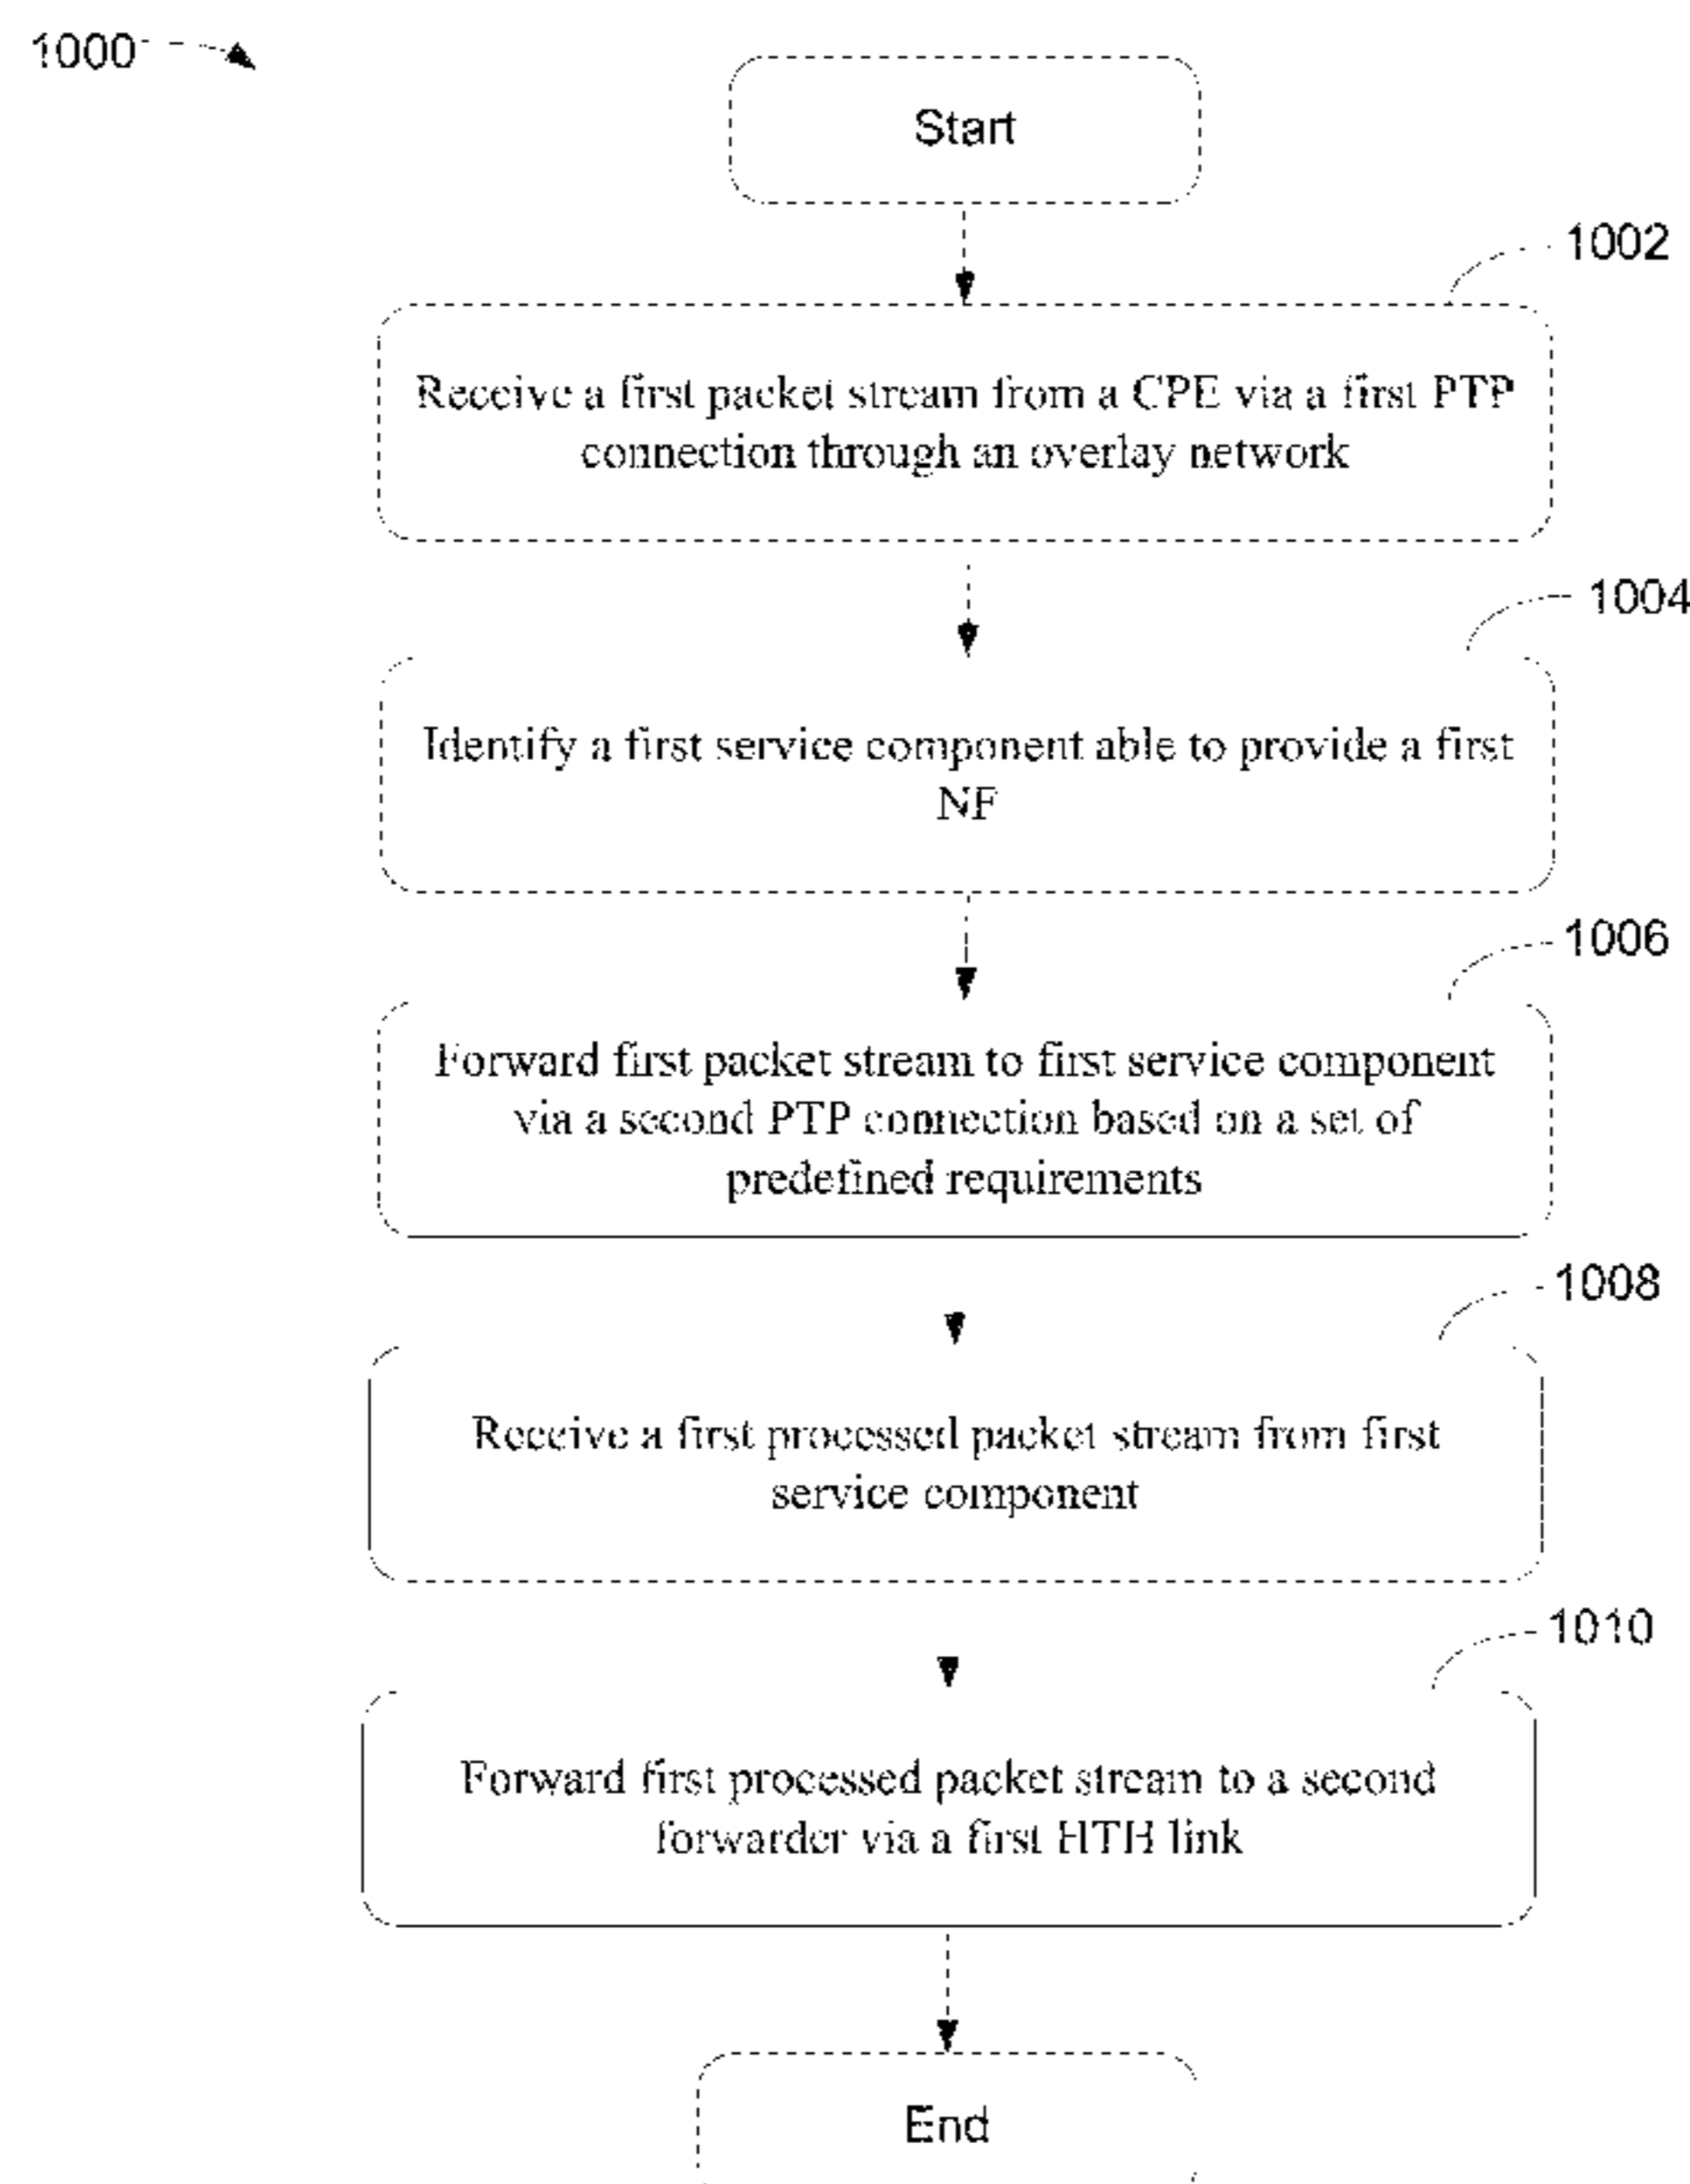 1000
Start
1002
Receive a first packet stream from a CPE via a first PTP
connection through an overlay network
1004
Identify a first service component able to provide a first
NF
1006
Forward first packet stream to first service component
via a second PTP connection based on a set of
predefined requirements
1008
Receive a first processed packet stream from first
service component
1010
Forward first processed packet stream to a second
forwarder via a first HTH link
End